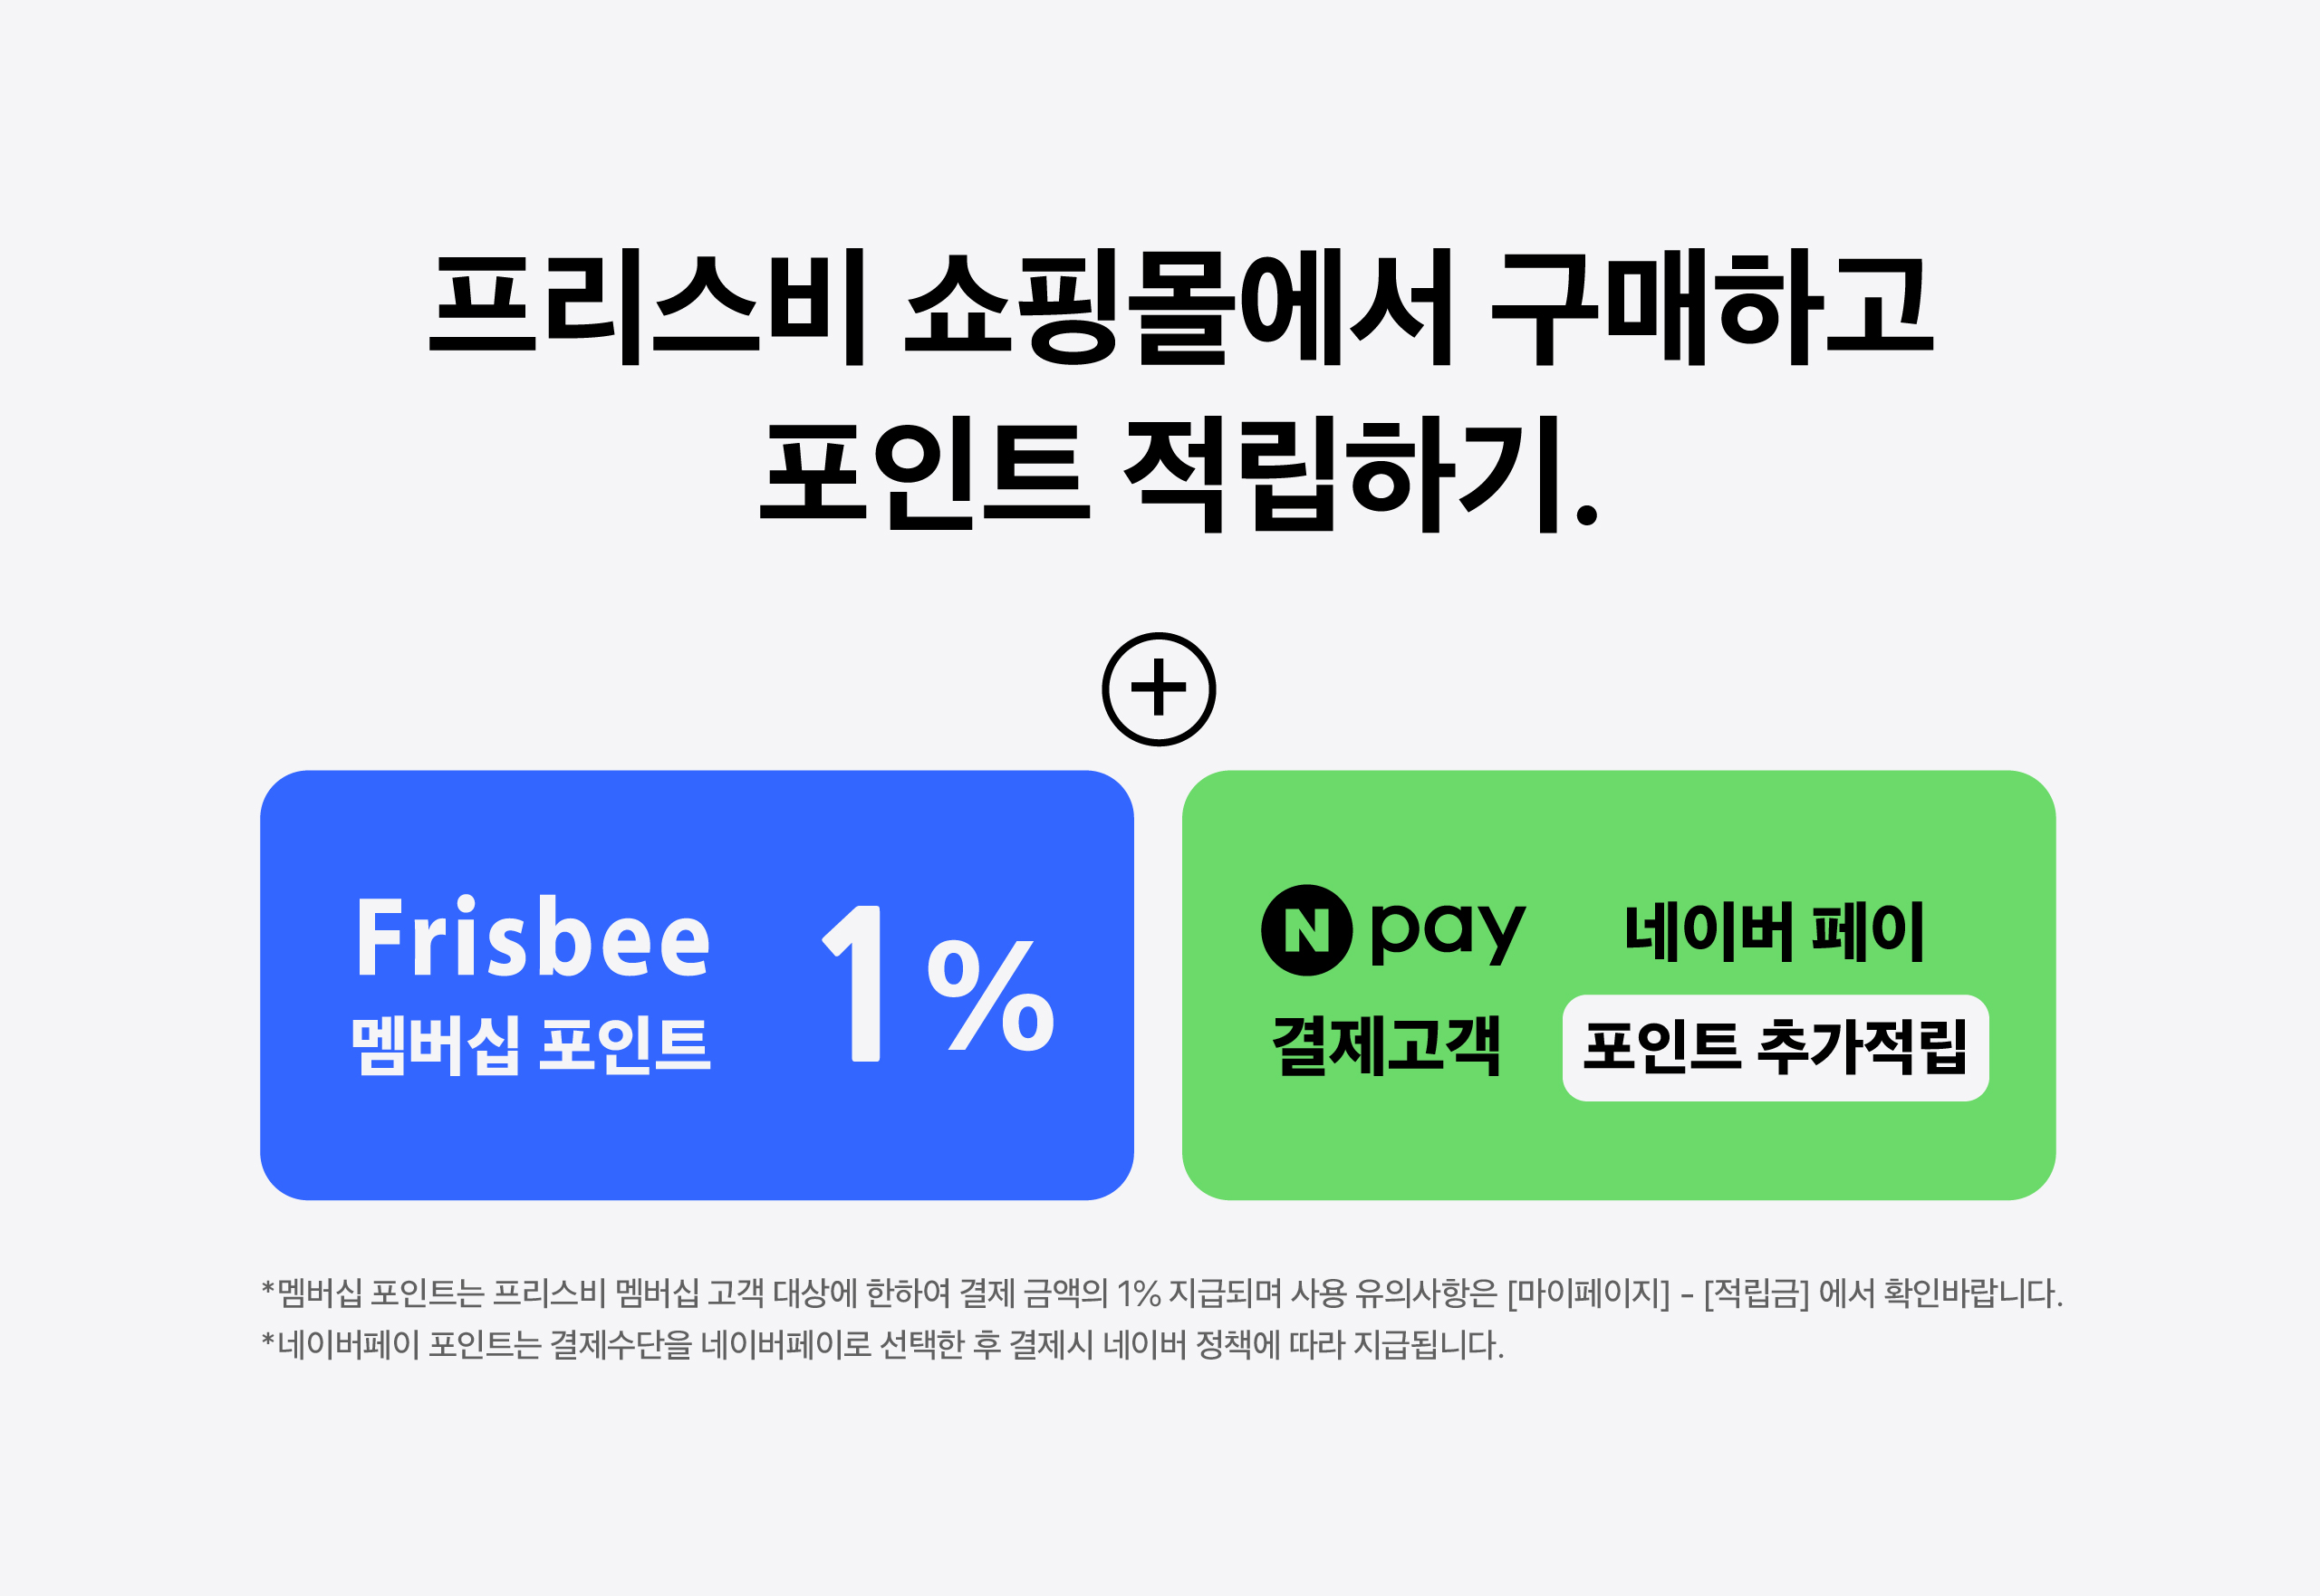 프리스비 쇼핑몰에서 구매하고
포인트 적립하기.
Frisbee
멤버십 포인트
1%
N pay
결제고객
네이버 페이
포인트 추가적립
*멤버십 포인트는 프리스비 멤버십 고객 대상에 한하여 결제 금액의 1% 지급되며 사용 유의사항은 [마이페이지] - [적립금] 에서 확인바랍니다.
*네이버페이 포인트는 결제수단을 네이버페이로 선택한 후 결제시 네이버 정책에 따라 지급됩니다.